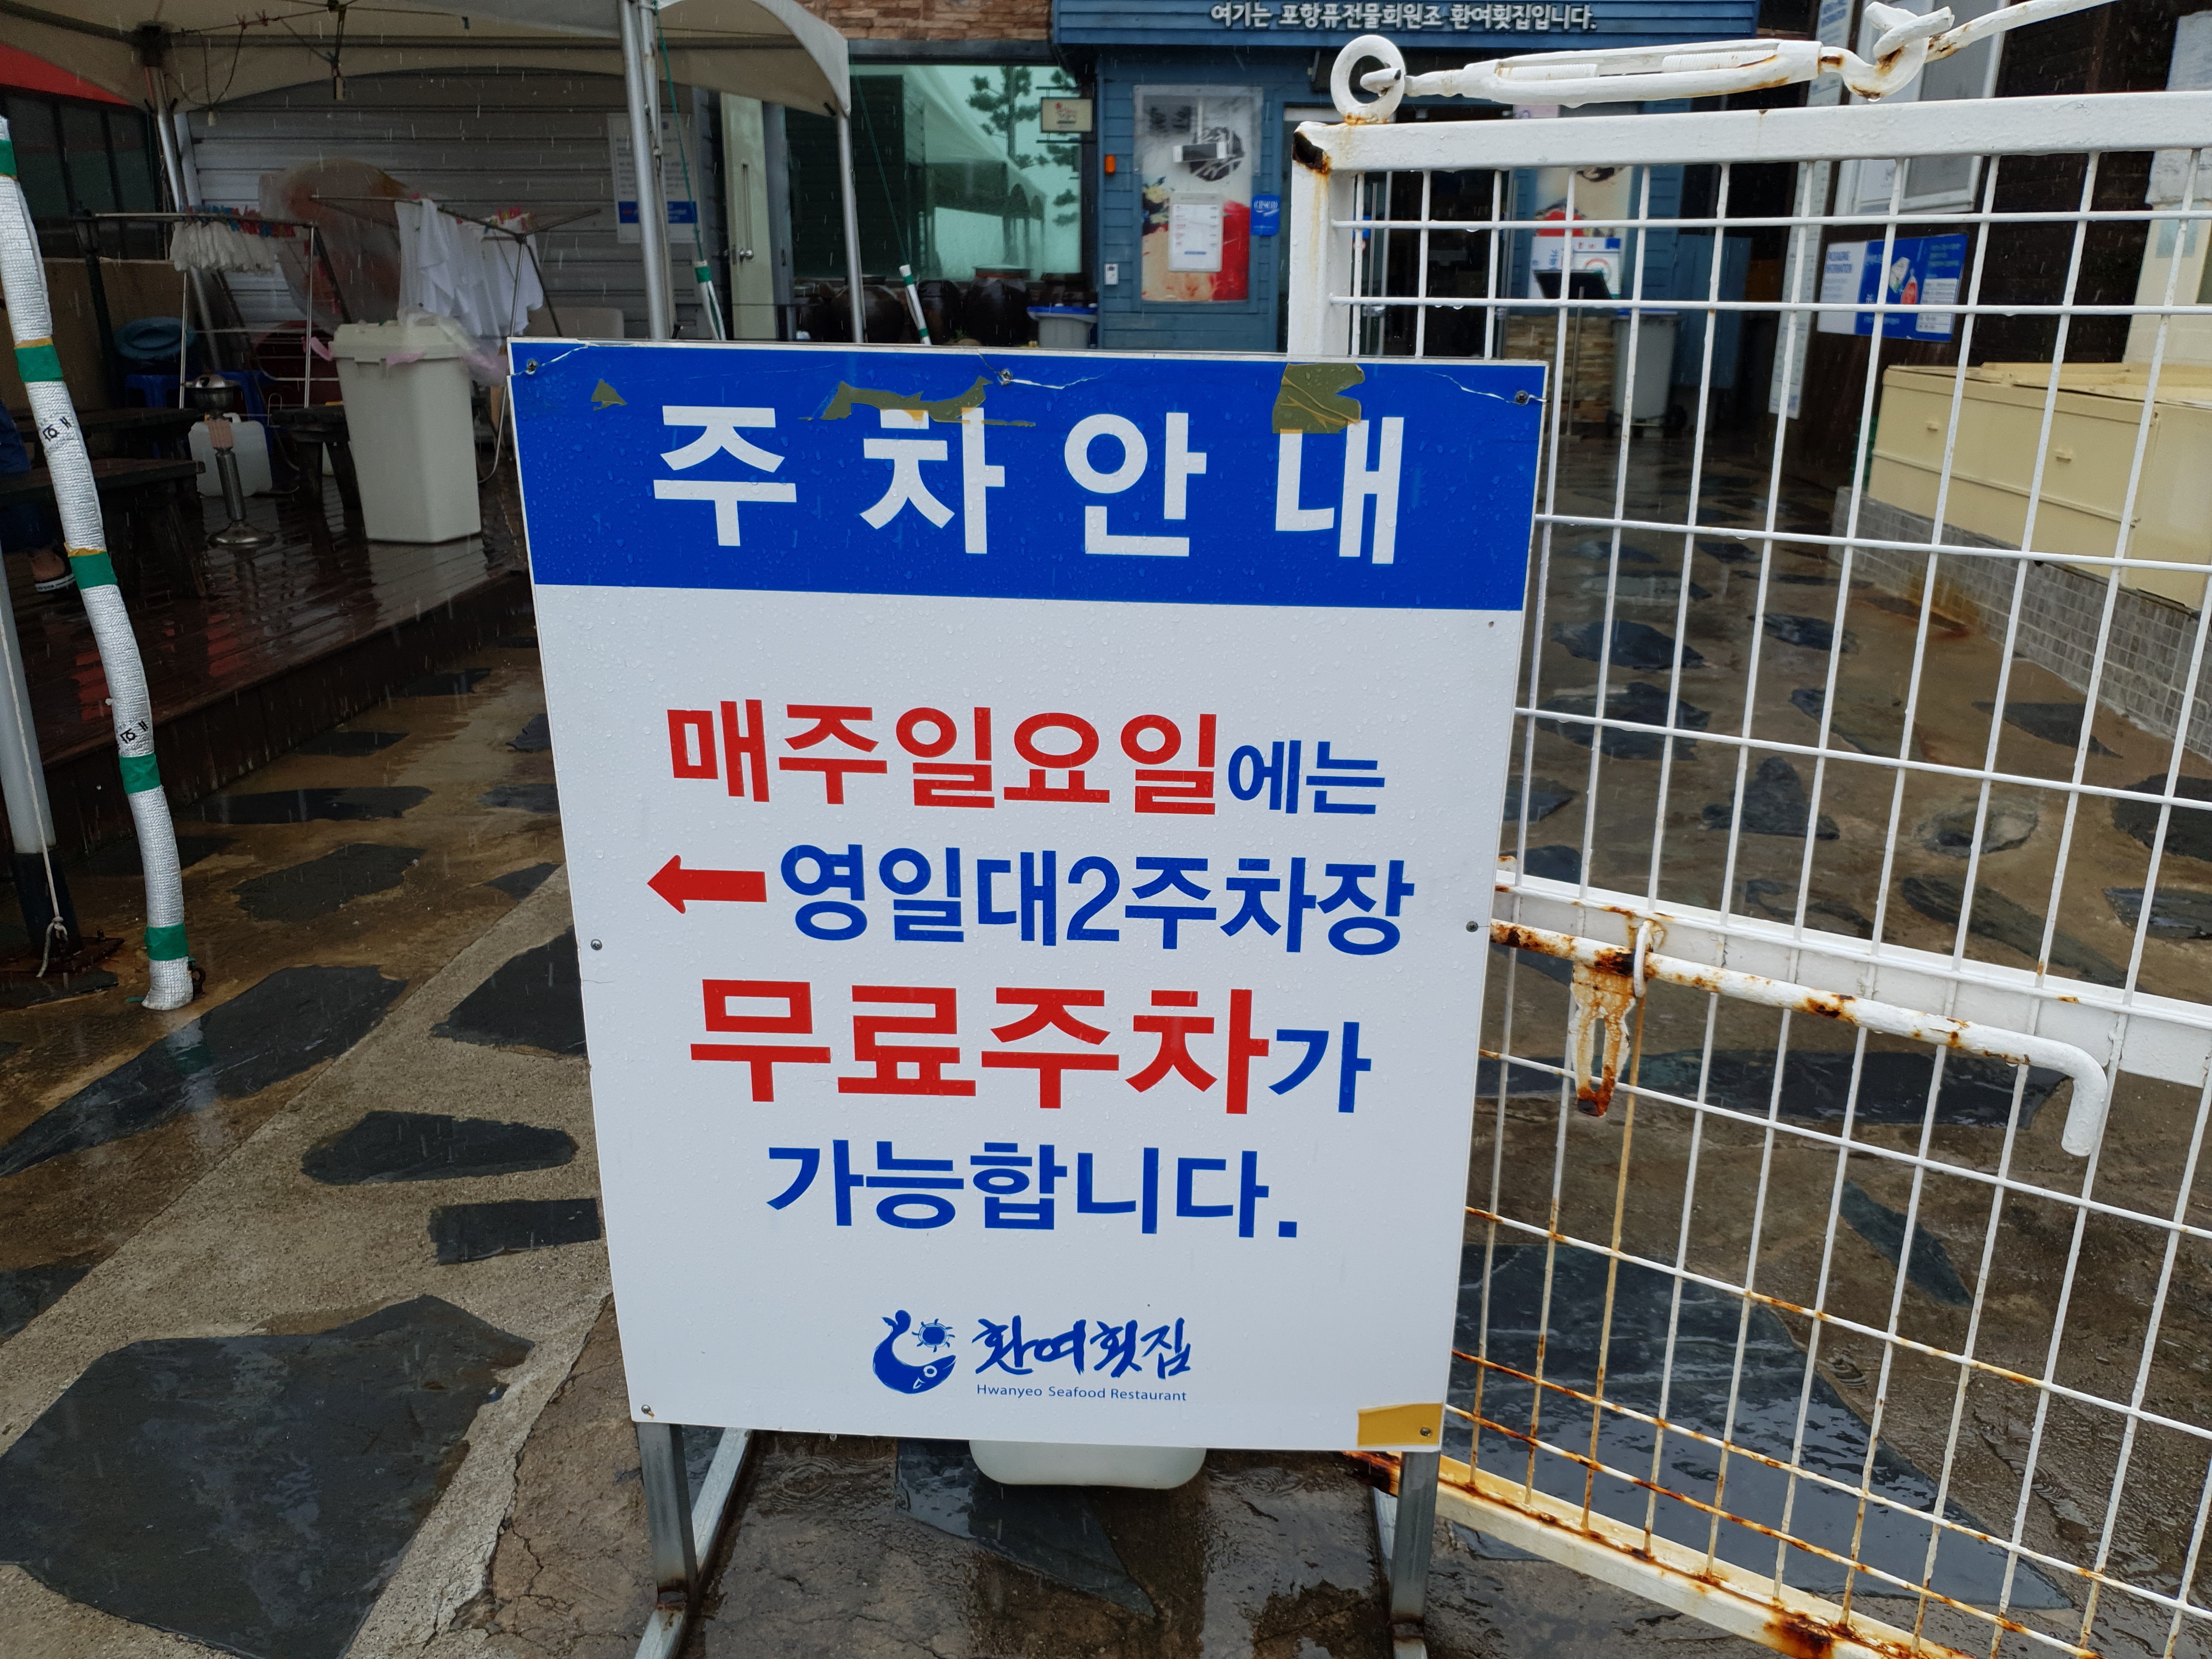 여기는 포항퓨전물회원조 환여횟집입니다.
주차안내
매주일요일에는
←영일대2주차장
무료주차가
가능합니다.
환여횟집
Hwanyeo Seafood Restaurant